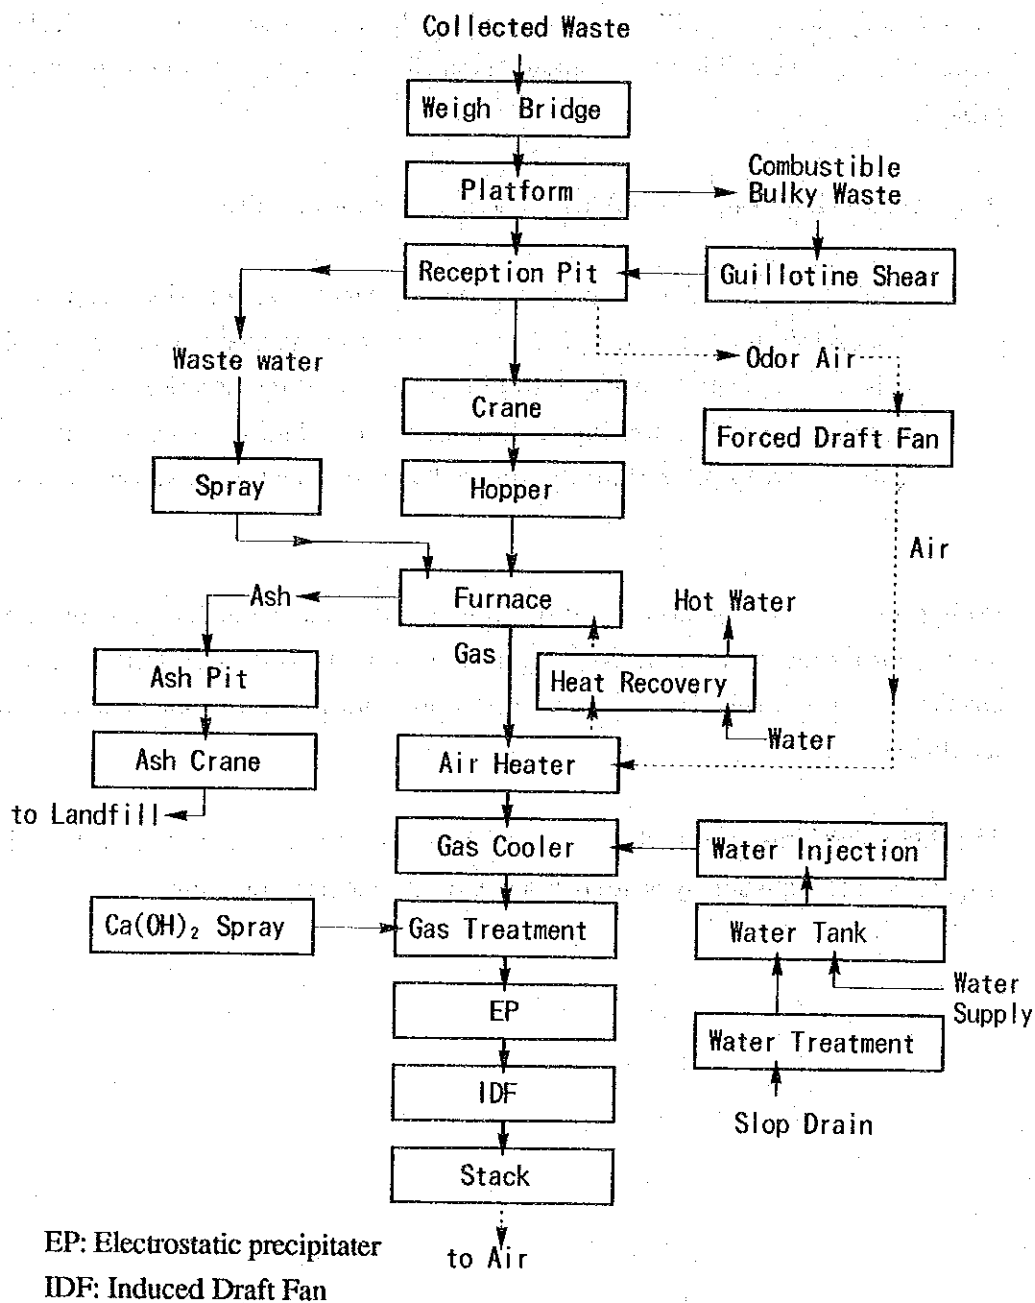 Collected Waste
Weigh Bridge
Platform
Combustible
Bulky Waste
Reception Pit
Guillotine Shear
Waste water
Odor Air
Crane
Forced Draft Fan
Spray
Hopper
Air
Ash
Furnace
Hot Water
Gas
Ash Pit
Heat Recovery
Ash Crane
Air Heater
Water
to Landfill
Gas Cooler
Water Injection
Ca(OH)₂ Spray
Gas Treatment
Water Tank
Water
Supply
EP
Water Treatment
IDF
Slop Drain
Stack
EP: Electrostatic precipitater
to Air
IDF: Induced Draft Fan